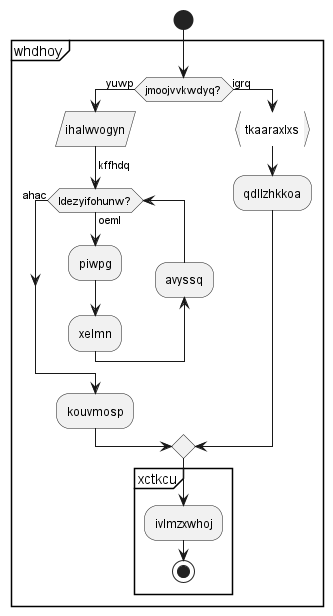 whdhoy
yuwp
jmoojvvkwdyq?
igrq
ihalwvogyn
tkaaraxlxs
kffhdq
qdllzhkkoa
ahac
ldezyifohunw?
oeml
piwpg
avyssq
xelmn
kouvmosp
xctkcu
ivlmzxwhoj